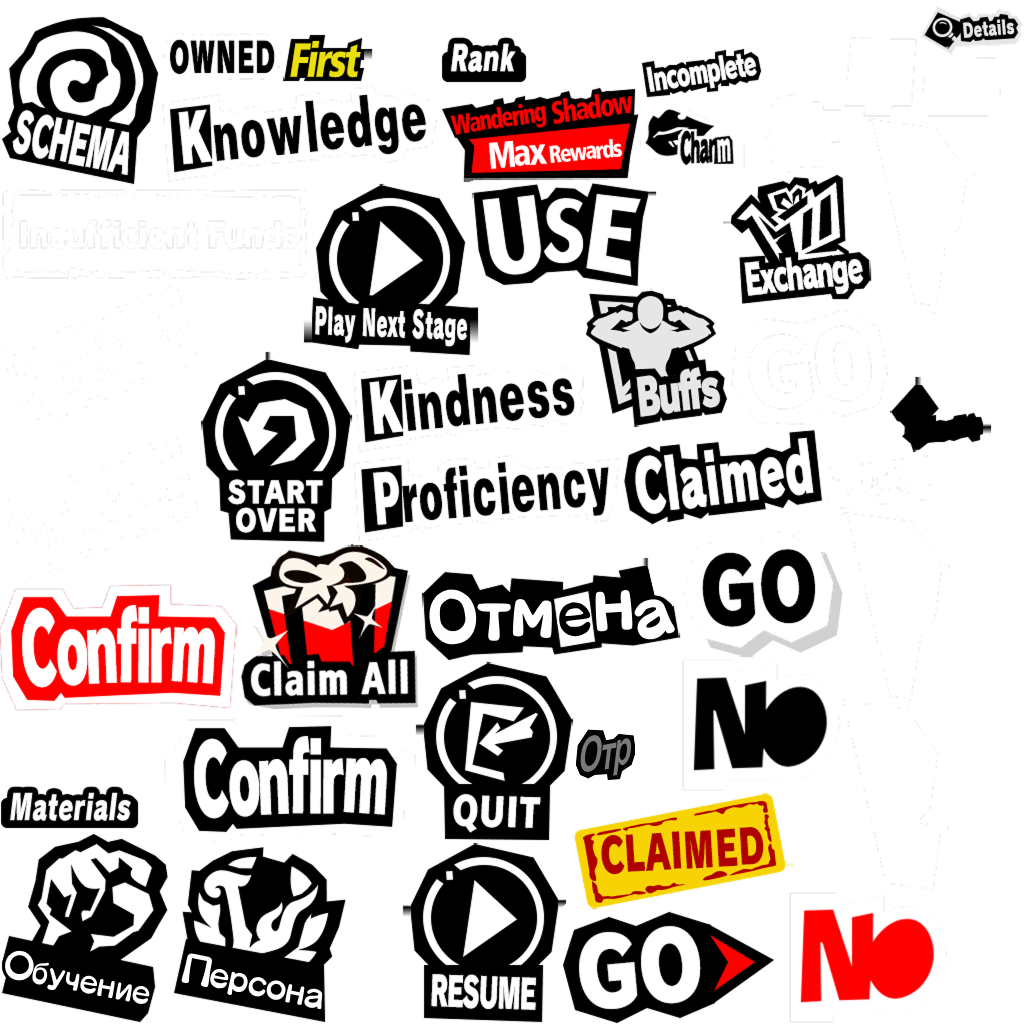 Details
OWNED
First
Rank
Incomplete
SCHEMA
Knowledge
Wandering Shadow
Max Rewards
Charm
Insufficient Funds
USE
Exchange
Play Next Stage
GO
Kindness
Buffs
START
OVER
Proficiency
Claimed
Confirm
Claim All
Отмена
GO
NO
Отр
QUIT
Confirm
Materials
CLAIMED
Обучение
Персона
RESUME
GO
NO